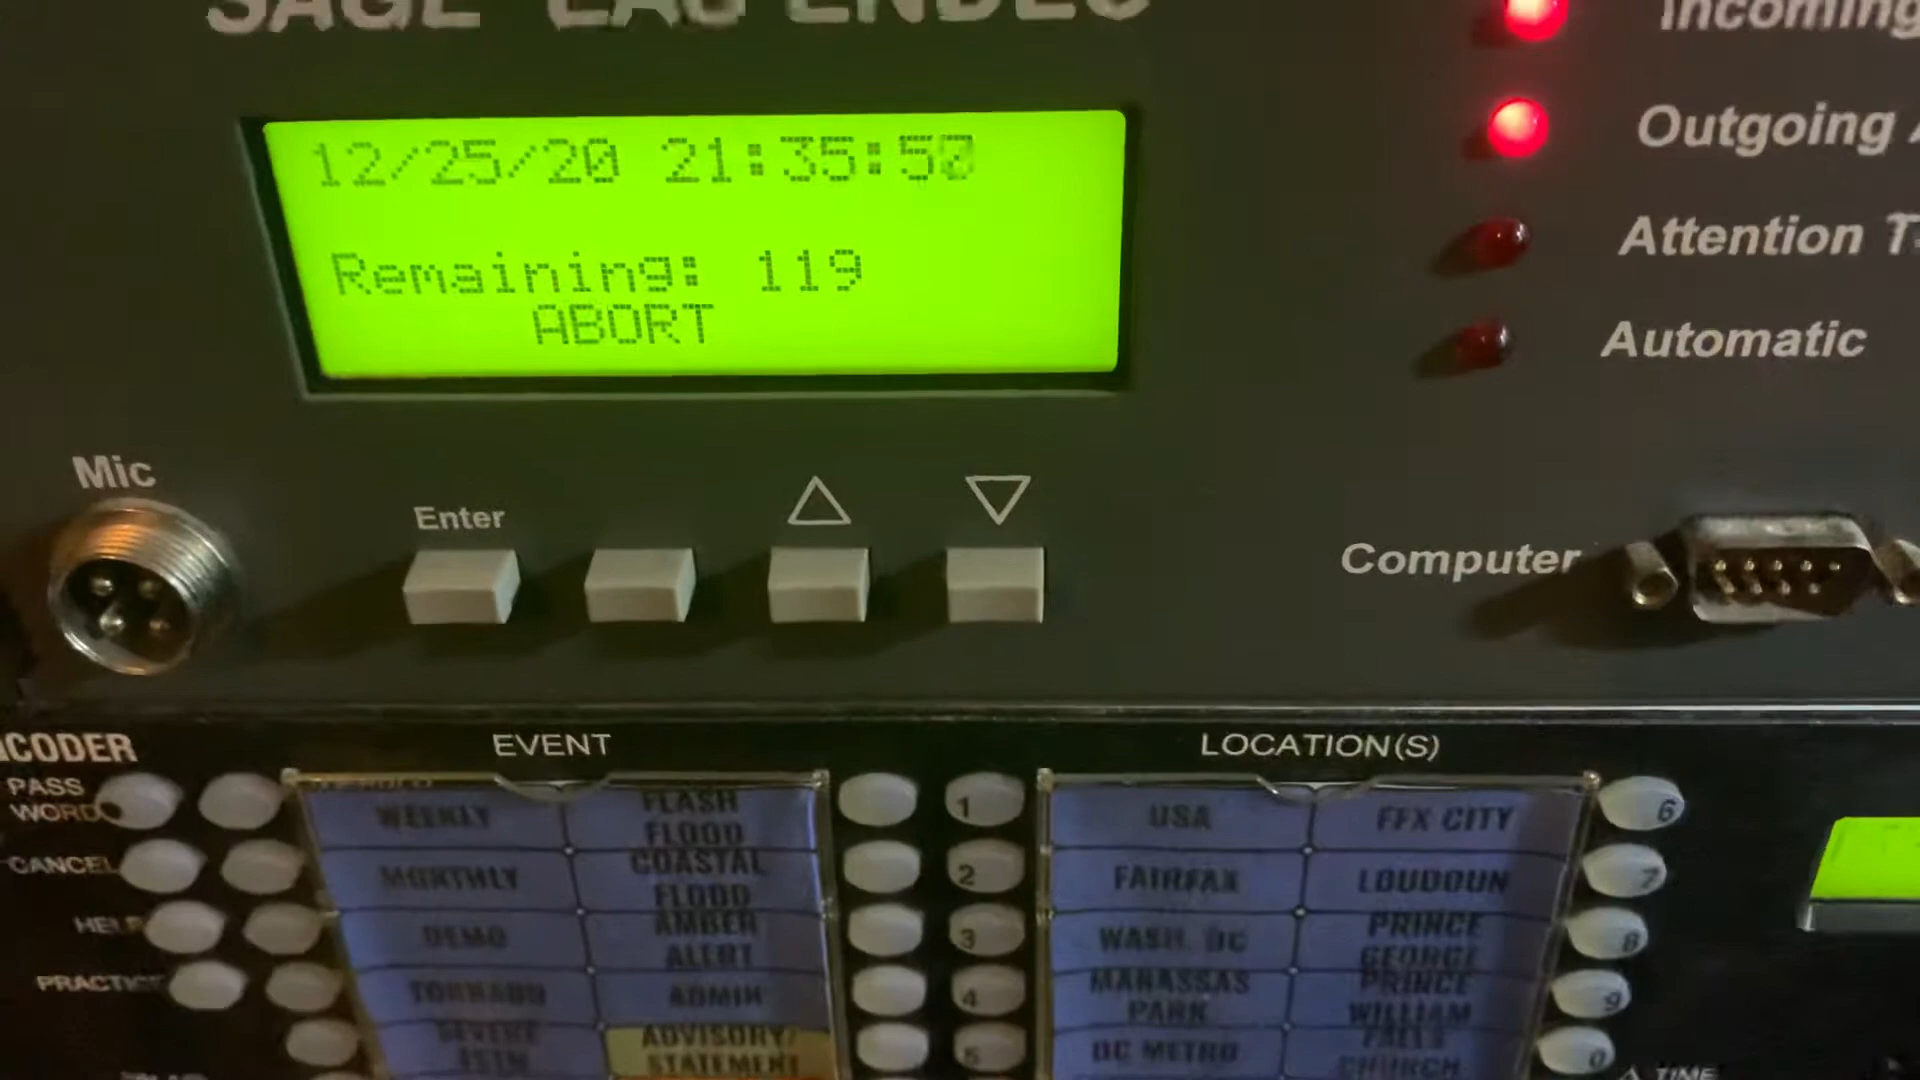 SAGE EAS ENDEC
Incoming
Outgoing A
Attention T
Automatic
12/25/20 21:35:50
Remaining: 119
ABORT
Mic
Enter
Computer
NCODER
EVENT
LOCATION(S)
PASS
WORD
CANCEL
HELP
PRACTICE
WEEKLY
FLASH
FLOOD
MONTHLY
COASTAL
FLOOD
DEMO
AMBER
ALERT
TORNADO
ADMIN
SEVERE
TSTM
ADVISORY/
STATEMENT
1
2
3
4
5
USA
FFX CITY
FAIRFAX
LOUDOUN
WASH. DC
PRINCE
GEORGE
MANASSAS
PARK
PRINCE
WILLIAM
DC METRO
FALLS
CHURCH
6
7
8
9
0
TIME